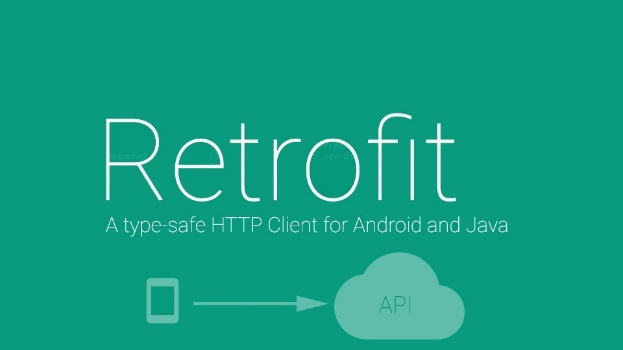 Retrofit
A type-safe HTTP Client for Android and Java
API